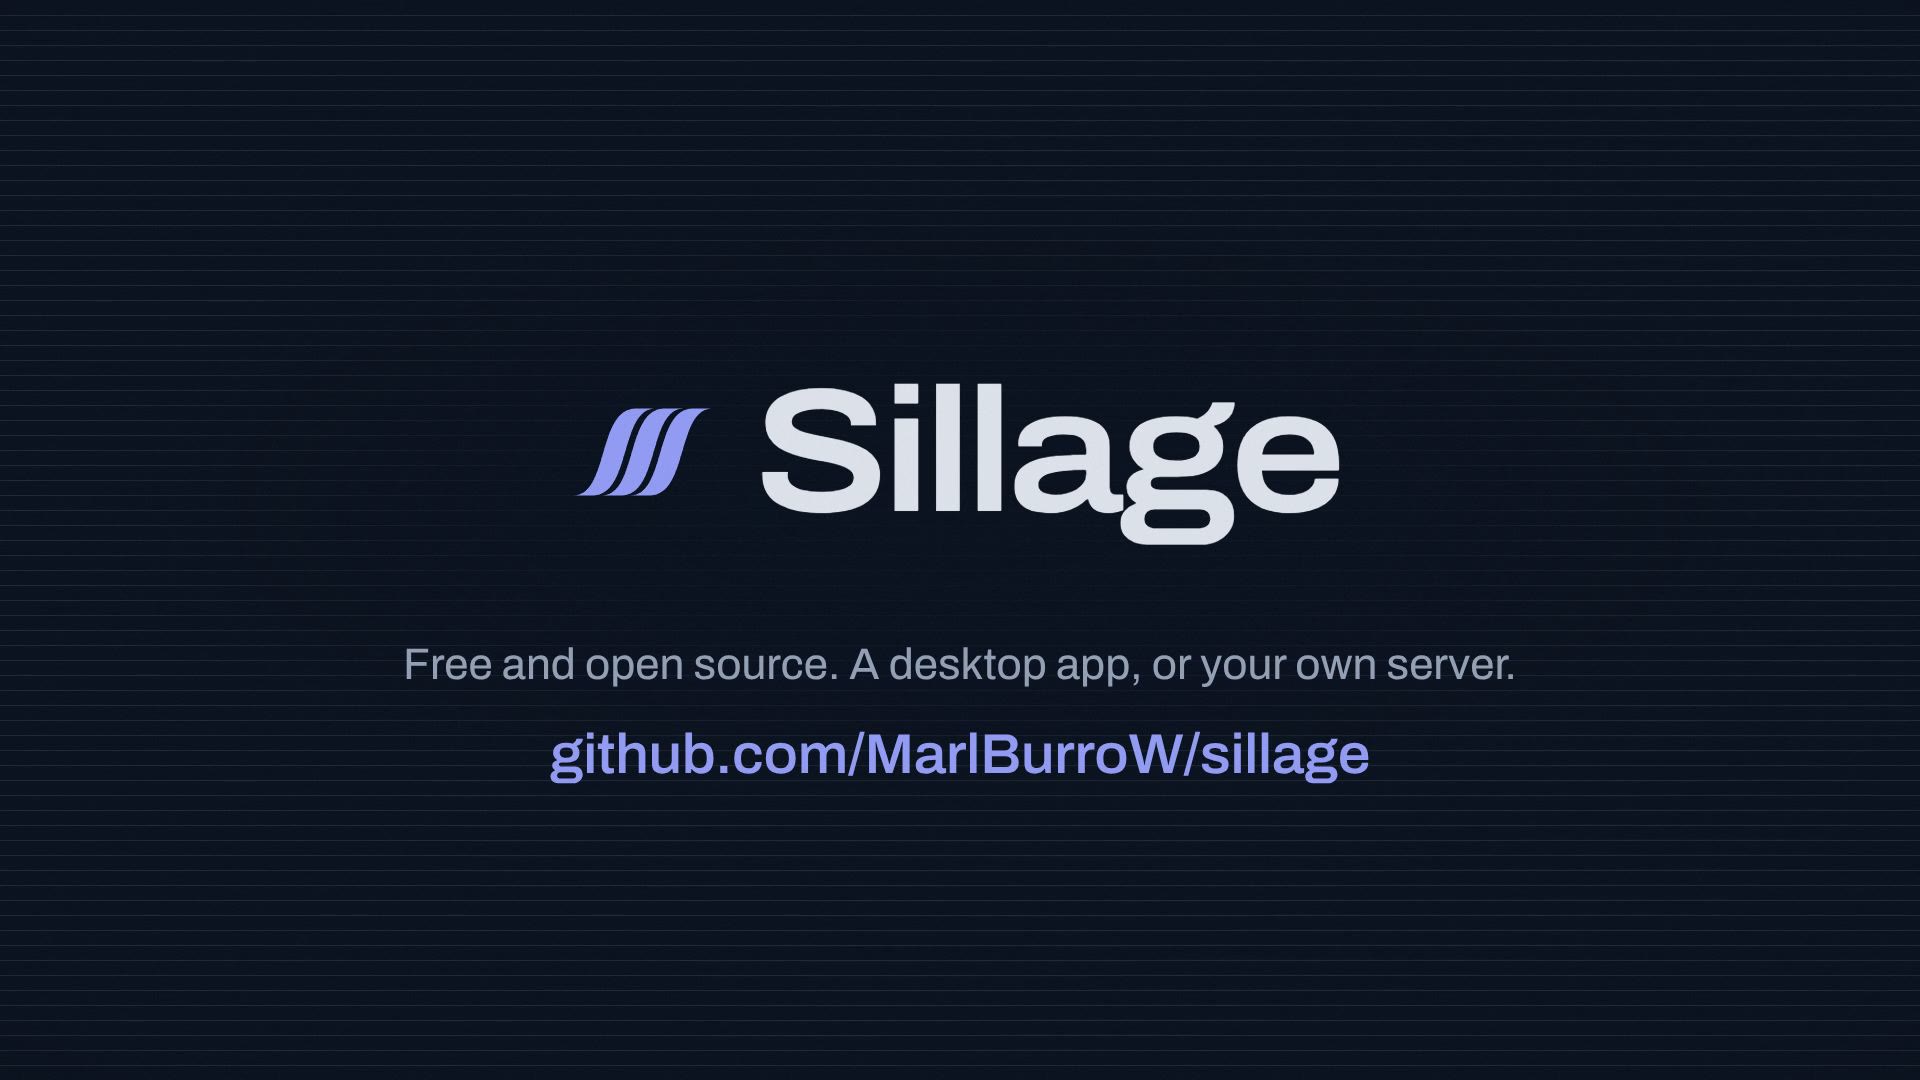 Sillage
Free and open source. A desktop app, or your own server.
github.com/MarlBurroW/sillage